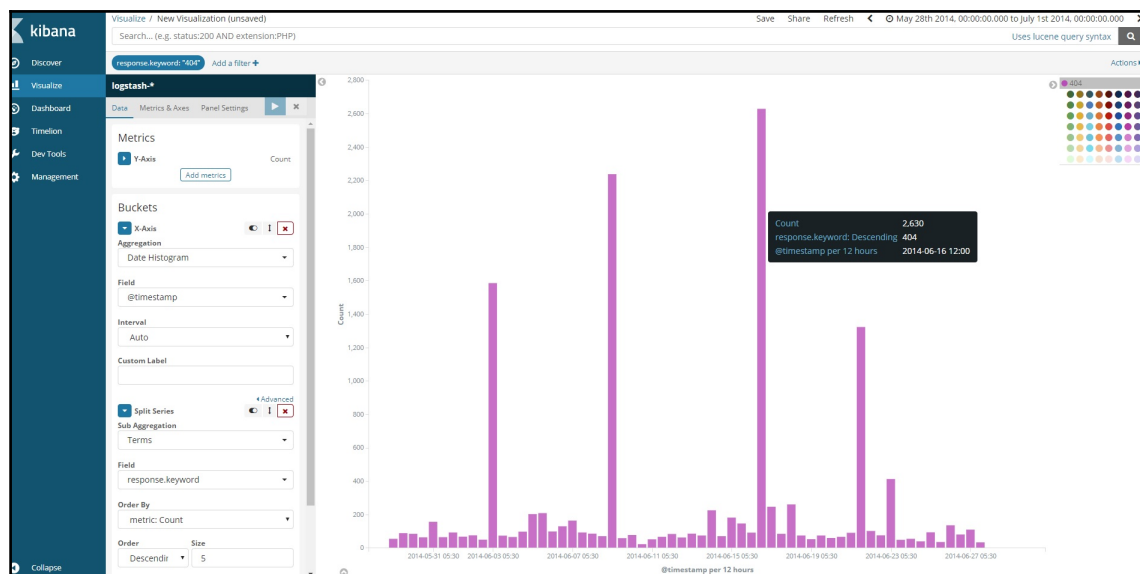 kibana
Discover
Visualize
Dashboard
Timelion
Dev Tools
Management
Collapse
Visualize / New Visualization (unsaved)
Save Share Refresh May 28th 2014, 00:00:00.000 to July 1st 2014, 00:00:00.000
Search... (e.g. status:200 AND extension:PHP)
Uses lucene query syntax
response.keyword: "404" Add a filter +
Actions
logstash-*
Data Metrics & Axes Panel Settings
Metrics
Y-Axis Count
Add metrics
Buckets
X-Axis
Aggregation
Date Histogram
Field
@timestamp
Interval
Auto
Custom Label
Advanced
Split Series
Sub Aggregation
Terms
Field
response.keyword
Order By
metric: Count
Order Size
Descendir 5
2,800
2,600
2,400
2,200
2,000
1,800
1,600
1,400
1,200
1,000
800
600
400
200
0
Count
2014-05-31 05:30 2014-06-03 05:30 2014-06-07 05:30 2014-06-11 05:30 2014-06-15 05:30 2014-06-19 05:30 2014-06-23 05:30 2014-06-27 05:30
@timestamp per 12 hours
Count 2,630
response.keyword: Descending 404
@timestamp per 12 hours 2014-06-16 12:00
404